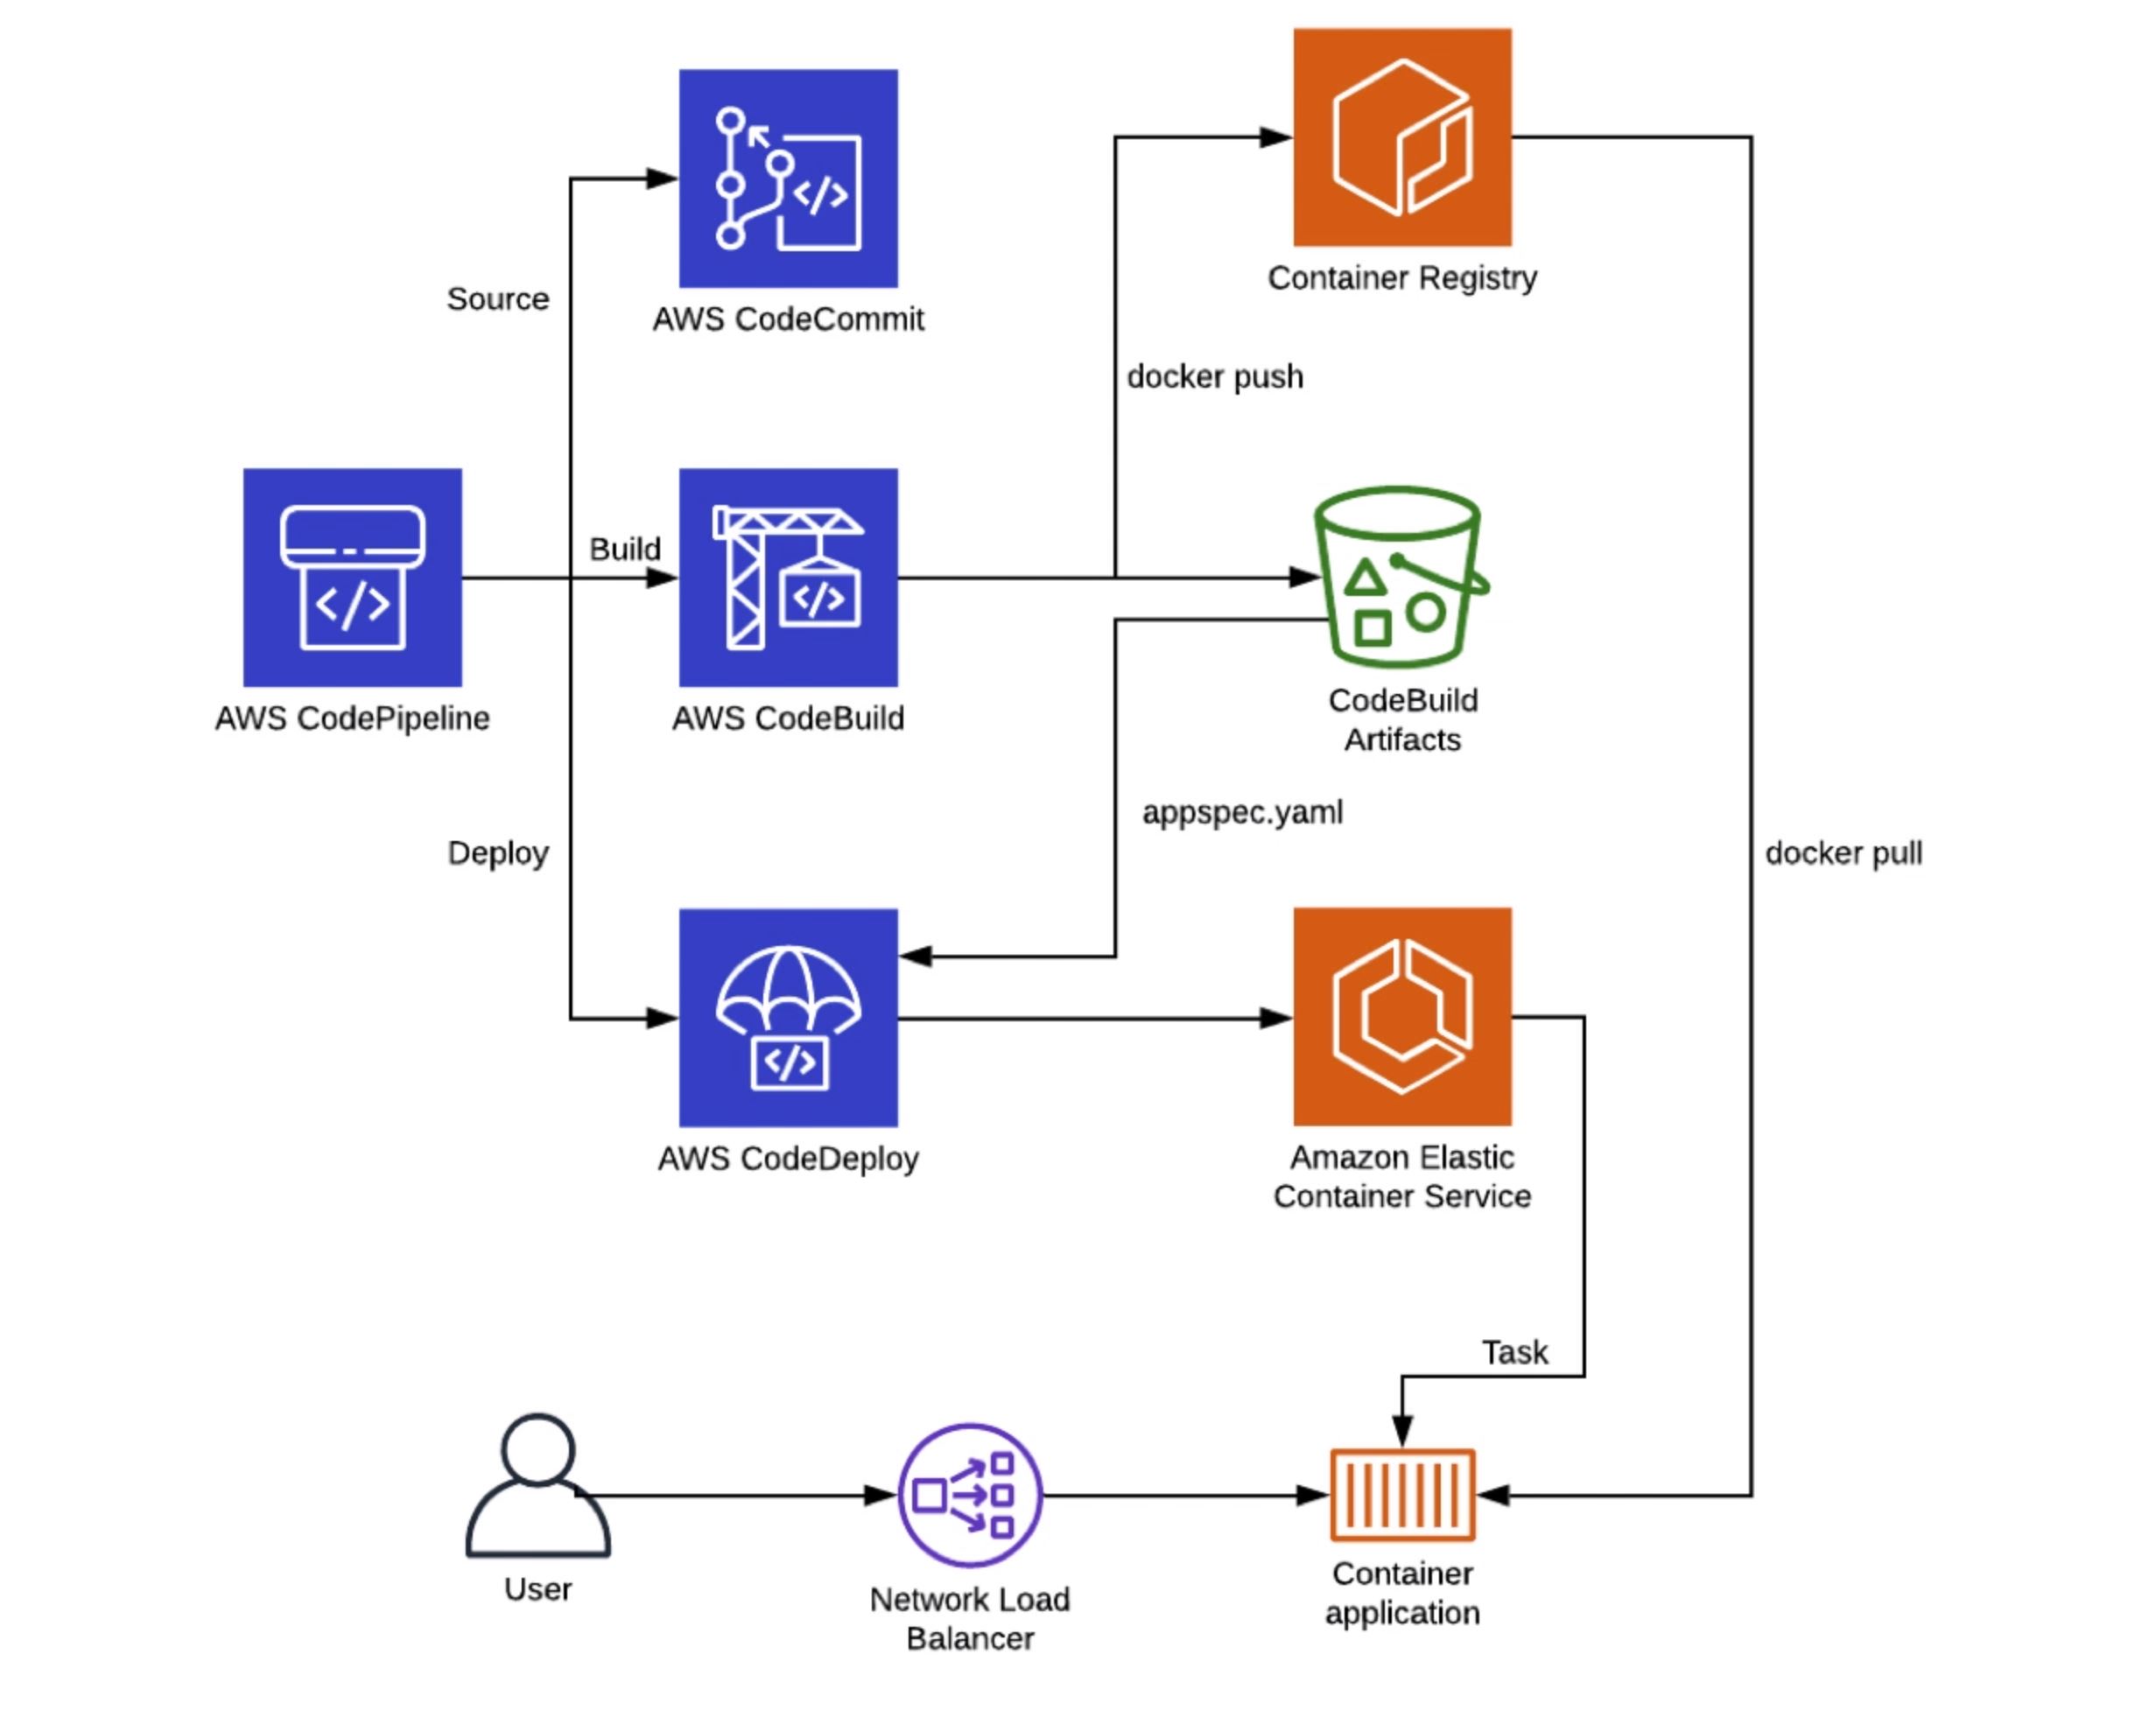 Container Registry
AWS CodeCommit
Source
docker push
Build
AWS CodePipeline
AWS CodeBuild
CodeBuild
Artifacts
appspec.yaml
Deploy
docker pull
AWS CodeDeploy
Amazon Elastic
Container Service
Task
User
Network Load
Balancer
Container
application